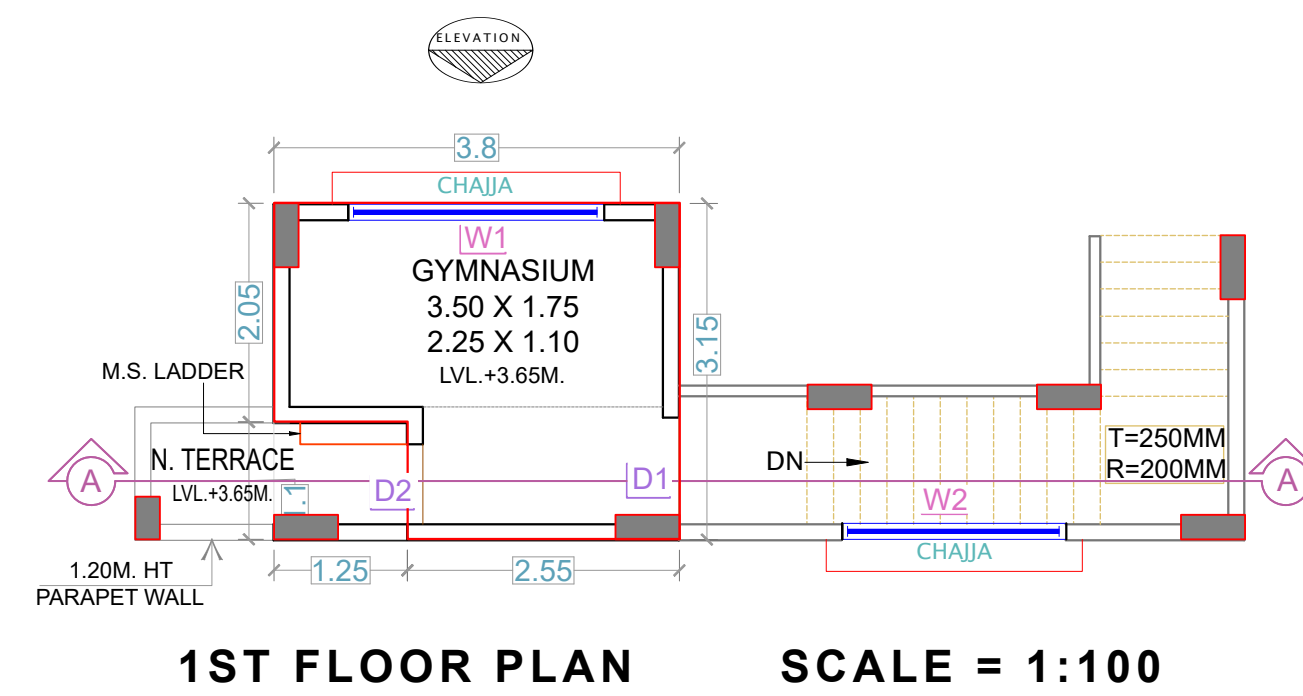 ELEVATION
3.8
CHAJJA
W1
GYMNASIUM
3.50 X 1.75
2.25 X 1.10
LVL.+3.65M.
2.05
3.15
M.S. LADDER
N. TERRACE
LVL.+3.65M.
1.1
A
D2
D1
DN
T=250MM
R=200MM
A
W2
CHAJJA
1.20M. HT
PARAPET WALL
1.25
2.55
1ST FLOOR PLAN
SCALE = 1:100